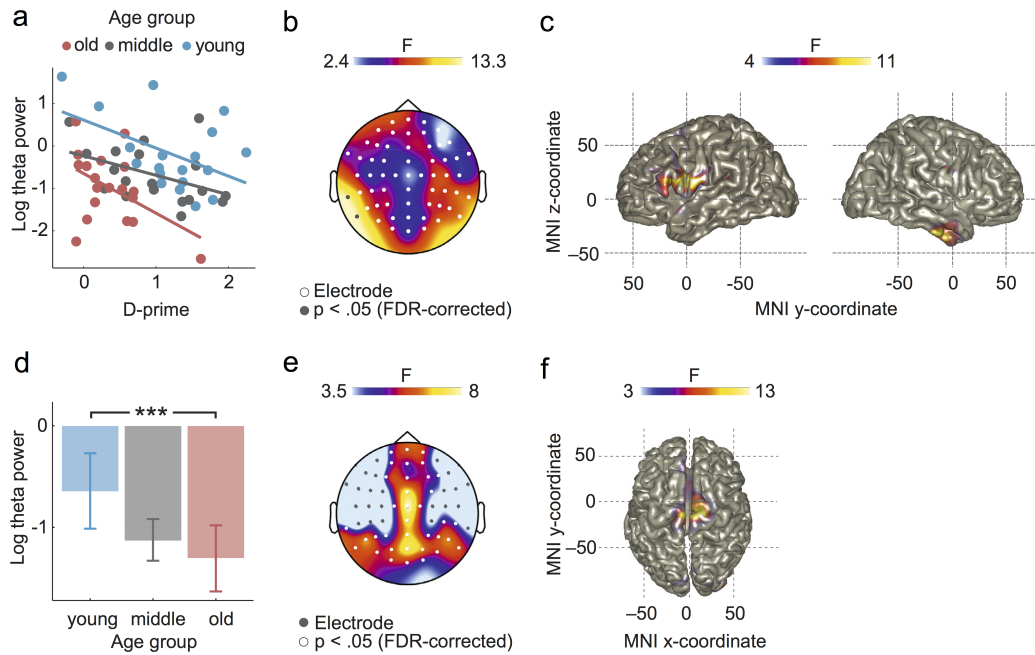 a
Age group
old middle young
Log theta power
1
0
-1
-2
0 1 2
D-prime
b
F
2.4 13.3
Electrode
p < .05 (FDR-corrected)
c
F
4 11
MNI z-coordinate
50
0
–50
50 0 -50 -50 0 50
MNI y-coordinate
d
***
Log theta power
0
-1
young middle old
Age group
e
F
3.5 8
Electrode
p < .05 (FDR-corrected)
f
F
3 13
MNI y-coordinate
50
0
–50
–50 0 50
MNI x-coordinate